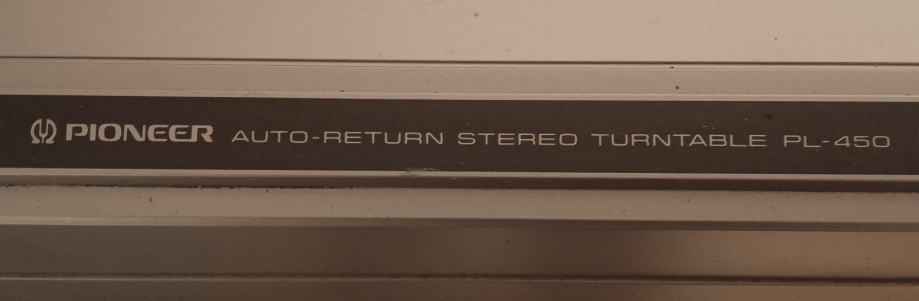 PIONEER AUTO-RETURN STEREO TURNTABLE PL-450